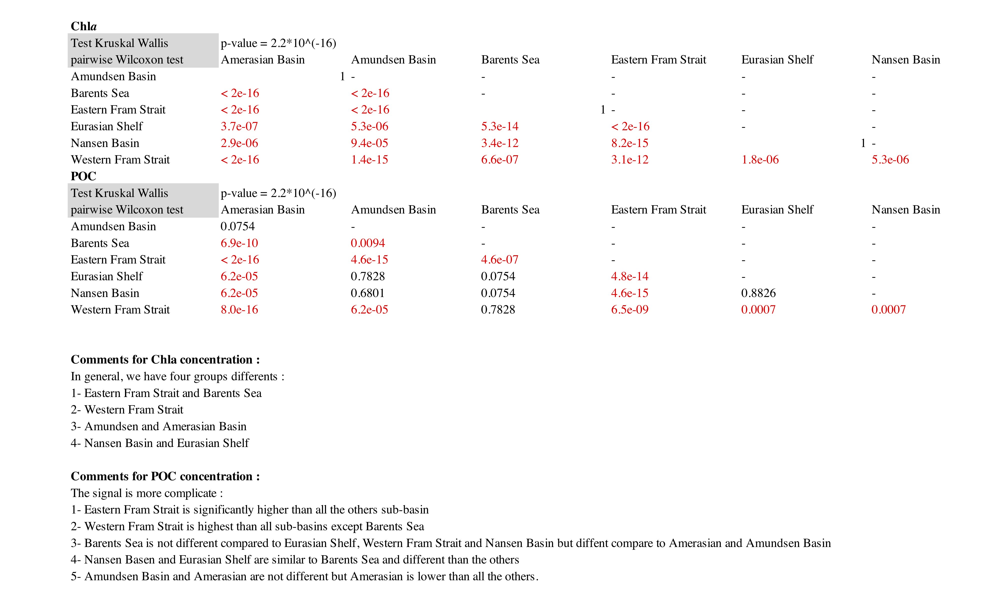 Chla
Test Kruskal Wallis p-value = 2.2*10^(-16)
pairwise Wilcoxon test Amerasian Basin Amundsen Basin Barents Sea Eastern Fram Strait Eurasian Shelf Nansen Basin
Amundsen Basin 1 - - - - -
Barents Sea < 2e-16 < 2e-16 - - - -
Eastern Fram Strait < 2e-16 < 2e-16 1 - - -
Eurasian Shelf 3.7e-07 5.3e-06 5.3e-14 < 2e-16 - -
Nansen Basin 2.9e-06 9.4e-05 3.4e-12 8.2e-15 1 -
Western Fram Strait < 2e-16 1.4e-15 6.6e-07 3.1e-12 1.8e-06 5.3e-06
POC
Test Kruskal Wallis p-value = 2.2*10^(-16)
pairwise Wilcoxon test Amerasian Basin Amundsen Basin Barents Sea Eastern Fram Strait Eurasian Shelf Nansen Basin
Amundsen Basin 0.0754 - - - - -
Barents Sea 6.9e-10 0.0094 - - - -
Eastern Fram Strait < 2e-16 4.6e-15 4.6e-07 - - -
Eurasian Shelf 6.2e-05 0.7828 0.0754 4.8e-14 - -
Nansen Basin 6.2e-05 0.6801 0.0754 4.6e-15 0.8826 -
Western Fram Strait 8.0e-16 6.2e-05 0.7828 6.5e-09 0.0007 0.0007
Comments for Chla concentration :
In general, we have four groups differents :
1- Eastern Fram Strait and Barents Sea
2- Western Fram Strait
3- Amundsen and Amerasian Basin
4- Nansen Basin and Eurasian Shelf
Comments for POC concentration :
The signal is more complicate :
1- Eastern Fram Strait is significantly higher than all the others sub-basin
2- Western Fram Strait is highest than all sub-basins except Barents Sea
3- Barents Sea is not different compared to Eurasian Shelf, Western Fram Strait and Nansen Basin but diffent compare to Amerasian and Amundsen Basin
4- Nansen Basen and Eurasian Shelf are similar to Barents Sea and different than the others
5- Amundsen Basin and Amerasian are not different but Amerasian is lower than all the others.